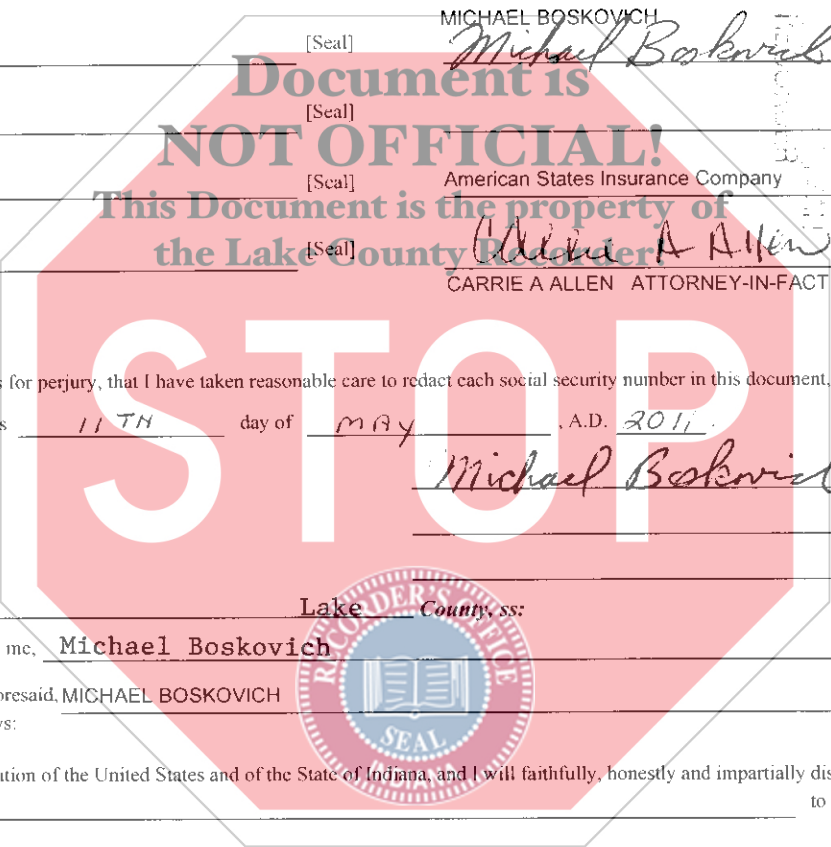 MICHAEL BOSKOVICH
[Seal] Michael Boskovich
Document is
[Seal]
NOT OFFICIAL!
[Seal] American States Insurance Company
This Document is the property of
the Lake County Recorder!
[Seal] Carrie A Allen
CARRIE A ALLEN ATTORNEY-IN-FACT
STOP
s for perjury, that I have taken reasonable care to redact each social security number in this document,
s 11TH day of MAY , A.D. 2011.
Michael Boskovich
Lake County, ss:
RECORDER'S OFFICE
me, Michael Boskovich
oresaid, MICHAEL BOSKOVICH
ys:
SEAL
INDIANA
ution of the United States and of the State of Indiana, and I will faithfully, honestly and impartially dis
to